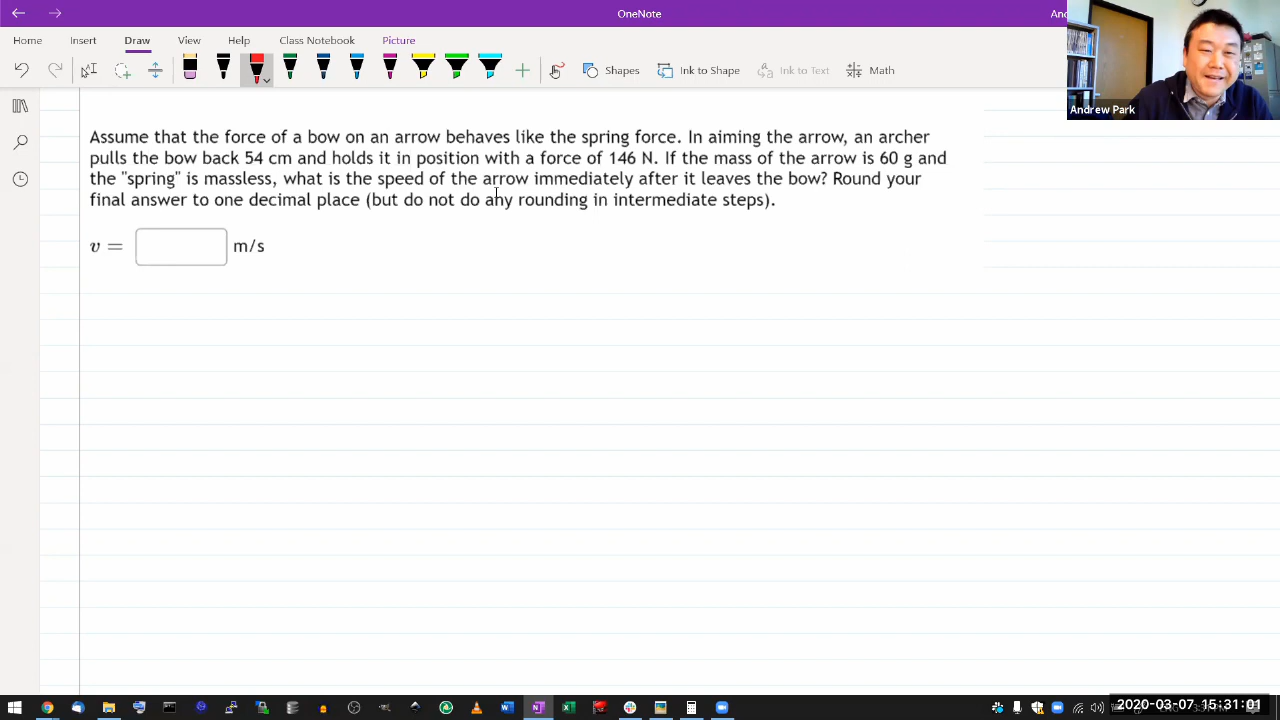 OneNote
Home Insert Draw View Help Class Notebook Picture
Shapes Ink to Shape Ink to Text Math
Andrew Park
Assume that the force of a bow on an arrow behaves like the spring force. In aiming the arrow, an archer
pulls the bow back 54 cm and holds it in position with a force of 146 N. If the mass of the arrow is 60 g and
the "spring" is massless, what is the speed of the arrow immediately after it leaves the bow? Round your
final answer to one decimal place (but do not do any rounding in intermediate steps).
v = m/s
2020-03-07 15:31:01